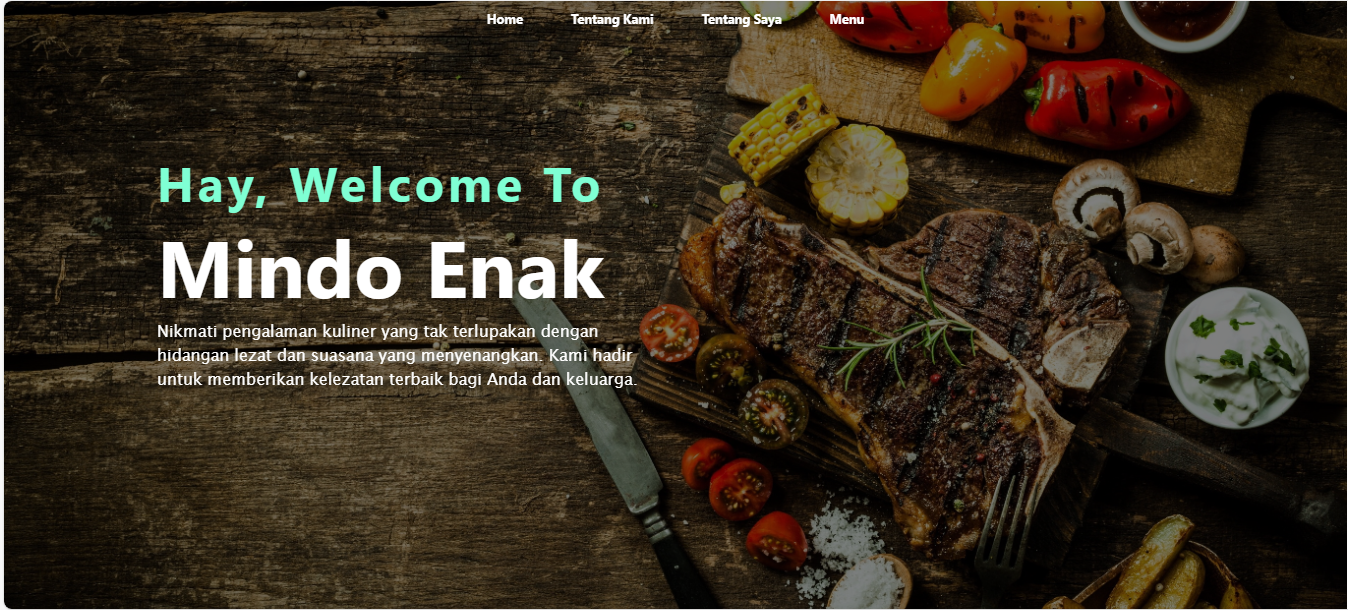 Home Tentang Kami Tentang Saya Menu
Hay, Welcome To
Mindo Enak
Nikmati pengalaman kuliner yang tak terlupakan dengan
hidangan lezat dan suasana yang menyenangkan. Kami hadir
untuk memberikan kelezatan terbaik bagi Anda dan keluarga.